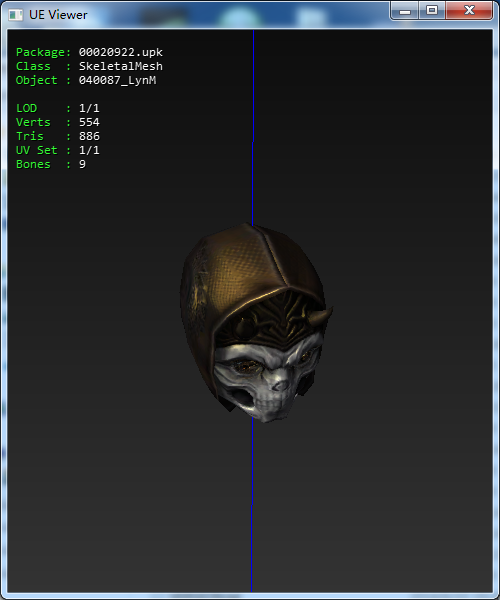 UE Viewer
Package: 00020922.upk
Class  : SkeletalMesh
Object : 040087_LynM
LOD    : 1/1
Verts  : 554
Tris   : 886
UV Set : 1/1
Bones  : 9